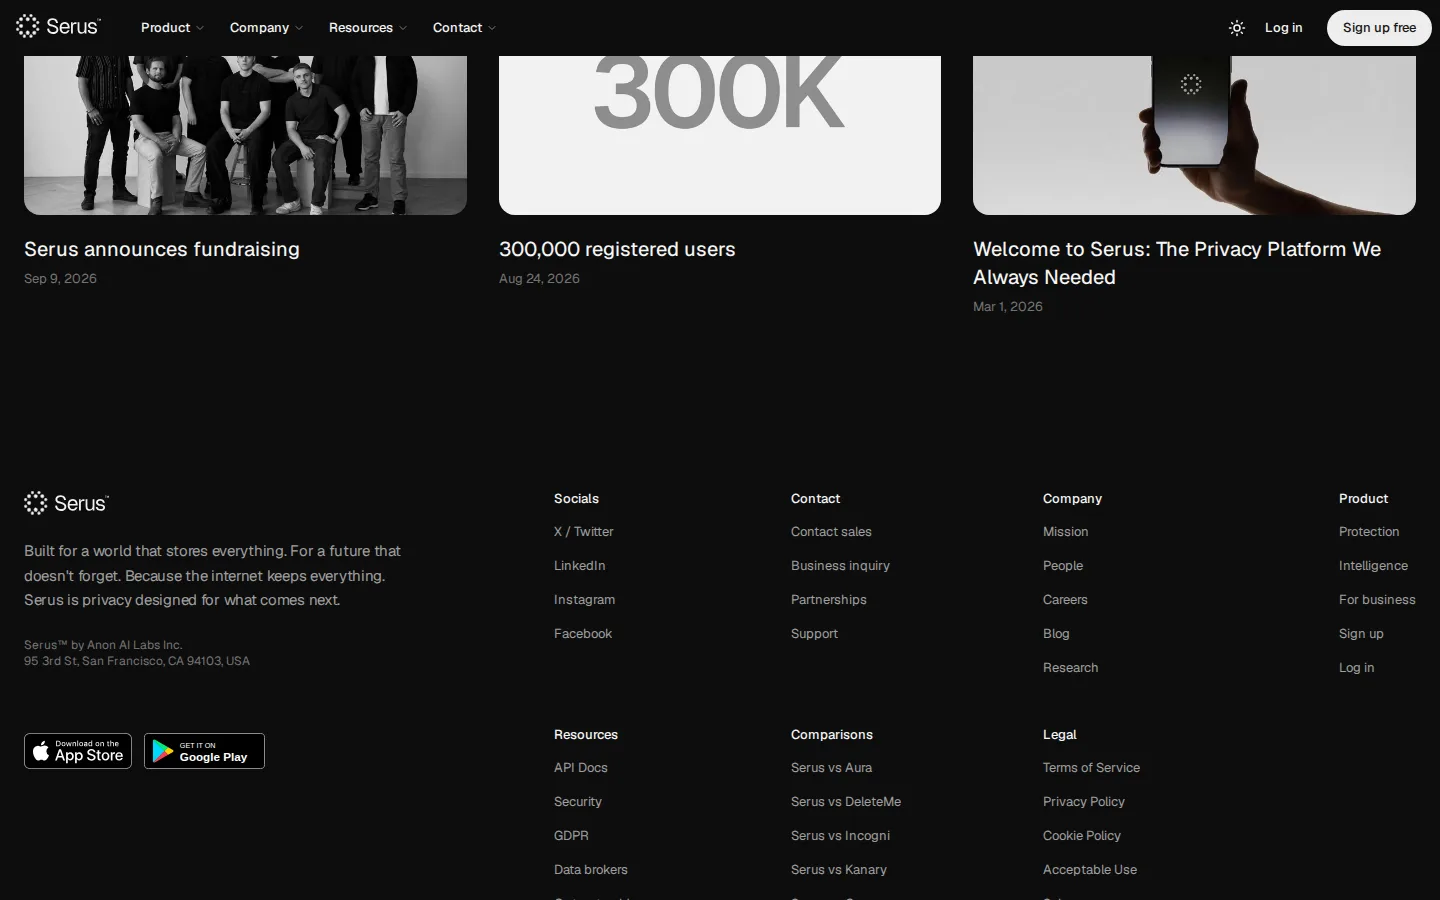 Serus™
Product
Company
Resources
Contact
Log in
Sign up free
300K
Serus announces fundraising
Sep 9, 2026
300,000 registered users
Aug 24, 2026
Welcome to Serus: The Privacy Platform We
Always Needed
Mar 1, 2026
Serus™
Built for a world that stores everything. For a future that
doesn't forget. Because the internet keeps everything.
Serus is privacy designed for what comes next.
Serus™ by Anon AI Labs Inc.
95 3rd St, San Francisco, CA 94103, USA
Download on the
App Store
GET IT ON
Google Play
Socials
X / Twitter
LinkedIn
Instagram
Facebook
Contact
Contact sales
Business inquiry
Partnerships
Support
Company
Mission
People
Careers
Blog
Research
Product
Protection
Intelligence
For business
Sign up
Log in
Resources
API Docs
Security
GDPR
Data brokers
Comparisons
Serus vs Aura
Serus vs DeleteMe
Serus vs Incogni
Serus vs Kanary
Legal
Terms of Service
Privacy Policy
Cookie Policy
Acceptable Use